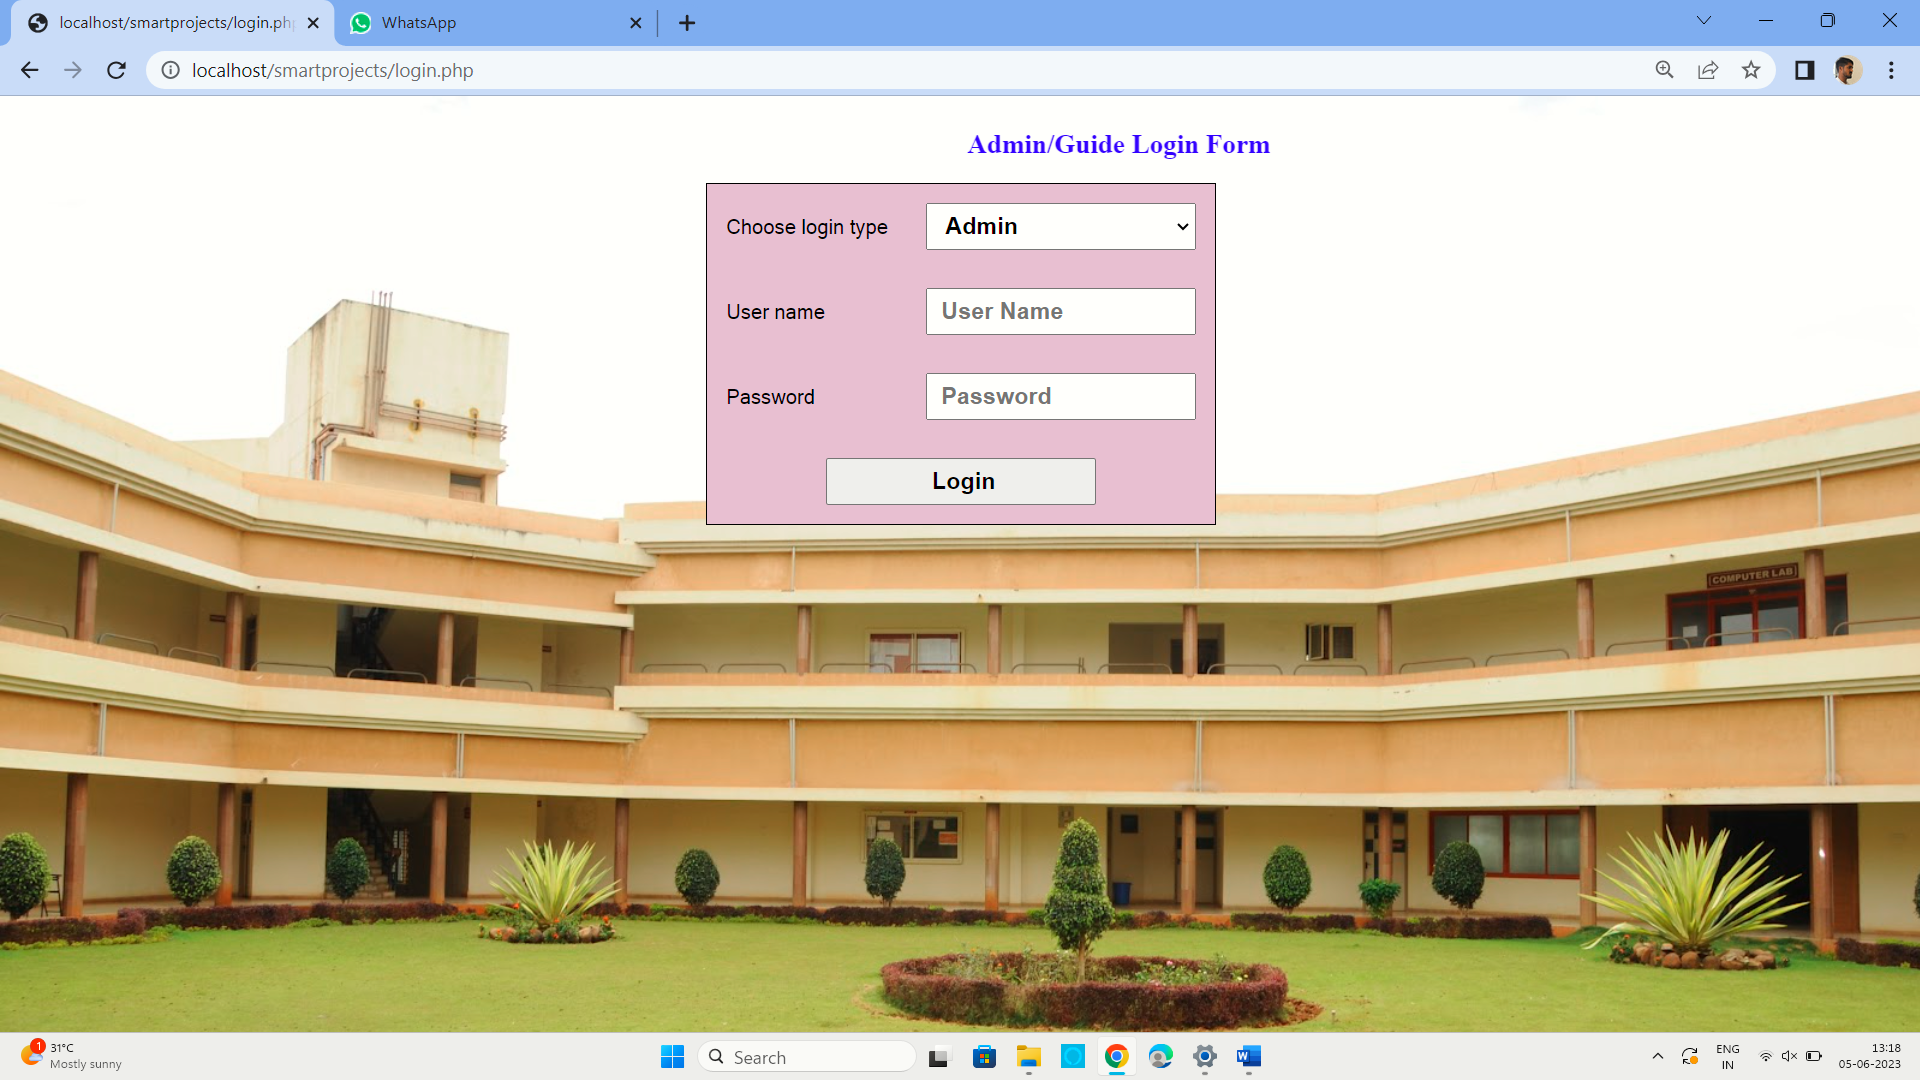 localhost/smartprojects/login.php
WhatsApp
localhost/smartprojects/login.php
Admin/Guide Login Form
Choose login type
Admin
User name
User Name
Password
Password
Login
COMPUTER LAB
1
31°C
Mostly sunny
Search
W
ENG
IN
13:18
05-06-2023